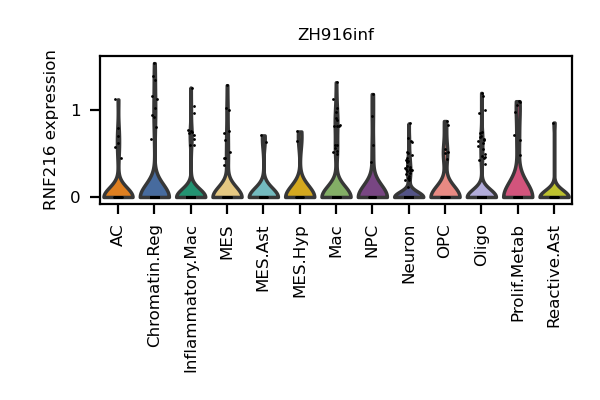 ZH916inf
RNF216 expression
1
0
AC
Chromatin.Reg
Inflammatory.Mac
MES
MES.Ast
MES.Hyp
Mac
NPC
Neuron
OPC
Oligo
Prolif.Metab
Reactive.Ast